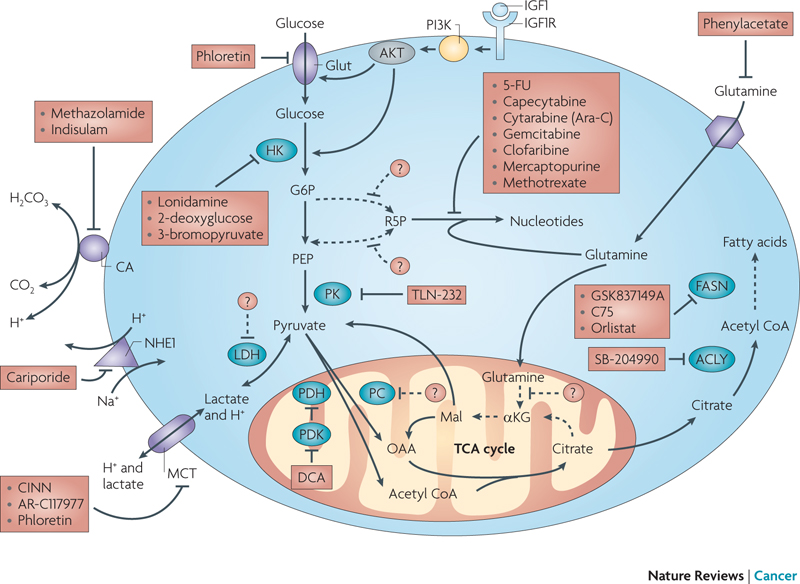 Glucose
PI3K
IGF1
IGF1R
Phenylacetate
Phloretin
Glut
AKT
Glutamine
• Methazolamide
• Indisulam
Glucose
• 5-FU
• Capecytabine
• Cytarabine (Ara-C)
• Gemcitabine
• Clofaribine
• Mercaptopurine
• Methotrexate
HK
?
G6P
• Lonidamine
• 2-deoxyglucose
• 3-bromopyruvate
H2CO3
R5P
Nucleotides
Fatty acids
CA
PEP
?
Glutamine
CO2
H+
PK
TLN-232
• GSK837149A
• C75
• Orlistat
FASN
?
H+
NHE1
Pyruvate
Acetyl CoA
LDH
SB-204990
ACLY
Cariporide
Na+
Lactate
and H+
PDH
PC
?
Glutamine
?
Citrate
PDK
Mal
αKG
OAA
TCA cycle
Citrate
DCA
Acetyl CoA
H+ and
lactate
MCT
• CINN
• AR-C117977
• Phloretin
Nature Reviews | Cancer